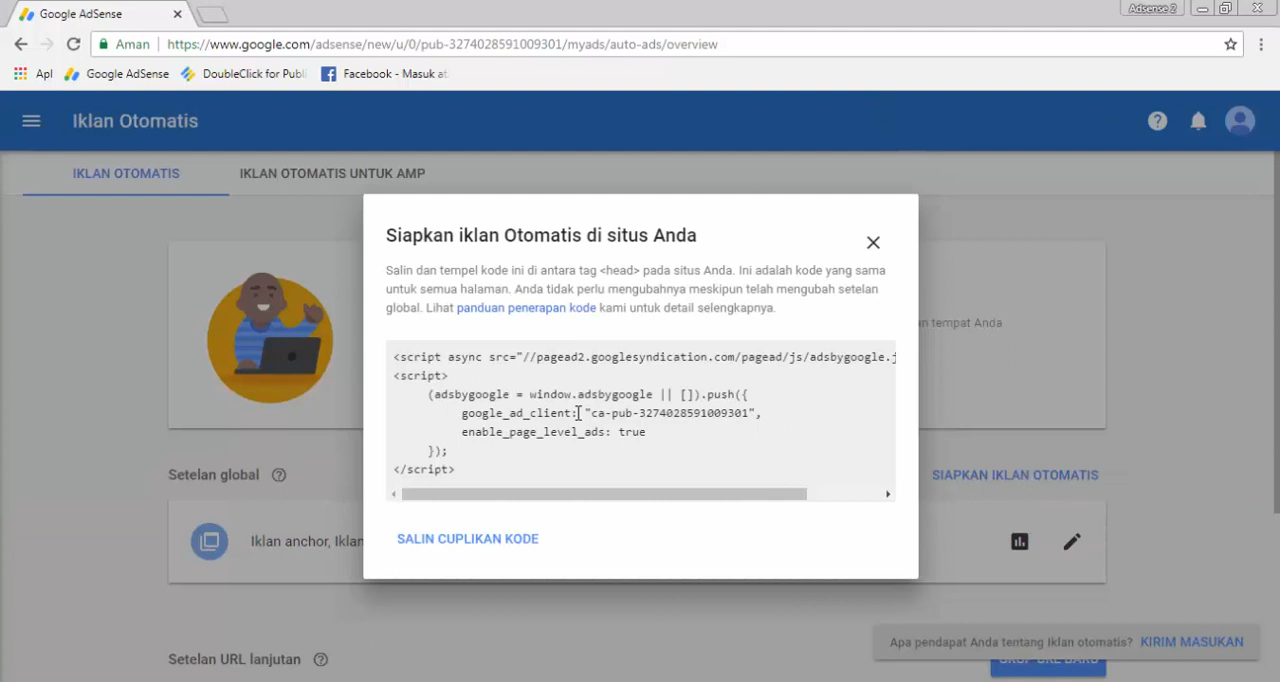 Google AdSense
Adsense 2
Aman
https://www.google.com/adsense/new/u/0/pub-3274028591009301/myads/auto-ads/overview
Apl
Google AdSense
DoubleClick for Publ
Facebook - Masuk at
Iklan Otomatis
IKLAN OTOMATIS
IKLAN OTOMATIS UNTUK AMP
Siapkan iklan Otomatis di situs Anda
Salin dan tempel kode ini di antara tag <head> pada situs Anda. Ini adalah kode yang sama
untuk semua halaman. Anda tidak perlu mengubahnya meskipun telah mengubah setelan
global. Lihat panduan penerapan kode kami untuk detail selengkapnya.
n tempat Anda
<script async src="//pagead2.googlesyndication.com/pagead/js/adsbygoogle.j
<script>
(adsbygoogle = window.adsbygoogle || []).push({
google_ad_client: "ca-pub-3274028591009301",
enable_page_level_ads: true
});
</script>
Setelan global
SIAPKAN IKLAN OTOMATIS
SALIN CUPLIKAN KODE
Iklan anchor, Iklan
Apa pendapat Anda tentang Iklan otomatis? KIRIM MASUKAN
Setelan URL lanjutan